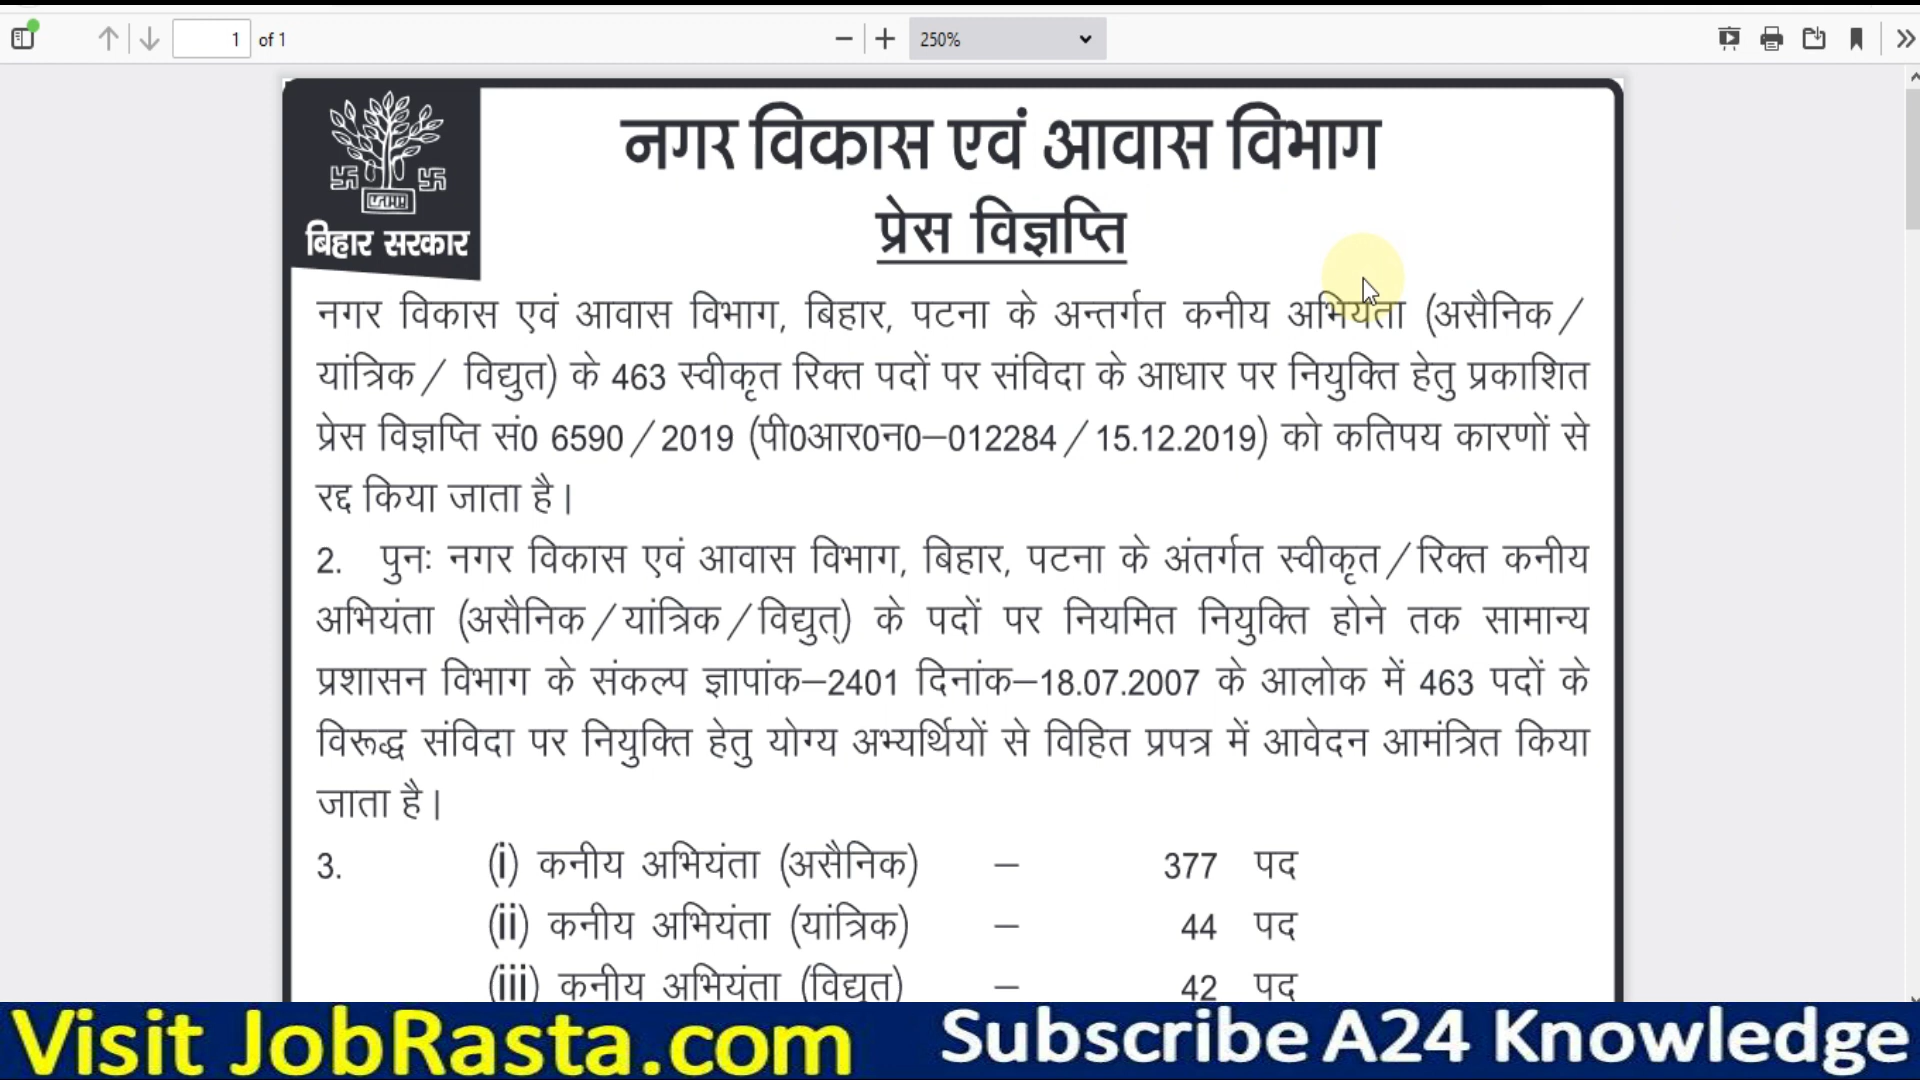 1 of 1
250%
नगर विकास एवं आवास विभाग
प्रेस विज्ञप्ति
बिहार सरकार
नगर विकास एवं आवास विभाग, बिहार, पटना के अन्तर्गत कनीय अभियंता (असैनिक/
यांत्रिक/ विद्युत) के 463 स्वीकृत रिक्त पदों पर संविदा के आधार पर नियुक्ति हेतु प्रकाशित
प्रेस विज्ञप्ति सं0 6590/2019 (पी0आर0न0–012284/15.12.2019) को कतिपय कारणों से
रद्द किया जाता है।
2. पुनः नगर विकास एवं आवास विभाग, बिहार, पटना के अंतर्गत स्वीकृत/रिक्त कनीय
अभियंता (असैनिक/यांत्रिक/विद्युत्) के पदों पर नियमित नियुक्ति होने तक सामान्य
प्रशासन विभाग के संकल्प ज्ञापांक–2401 दिनांक–18.07.2007 के आलोक में 463 पदों के
विरूद्ध संविदा पर नियुक्ति हेतु योग्य अभ्यर्थियों से विहित प्रपत्र में आवेदन आमंत्रित किया
जाता है।
3. (i) कनीय अभियंता (असैनिक) – 377 पद
(ii) कनीय अभियंता (यांत्रिक) – 44 पद
(iii) कनीय अभियंता (विद्युत) – 42 पद
Visit JobRasta.com Subscribe A24 Knowledge